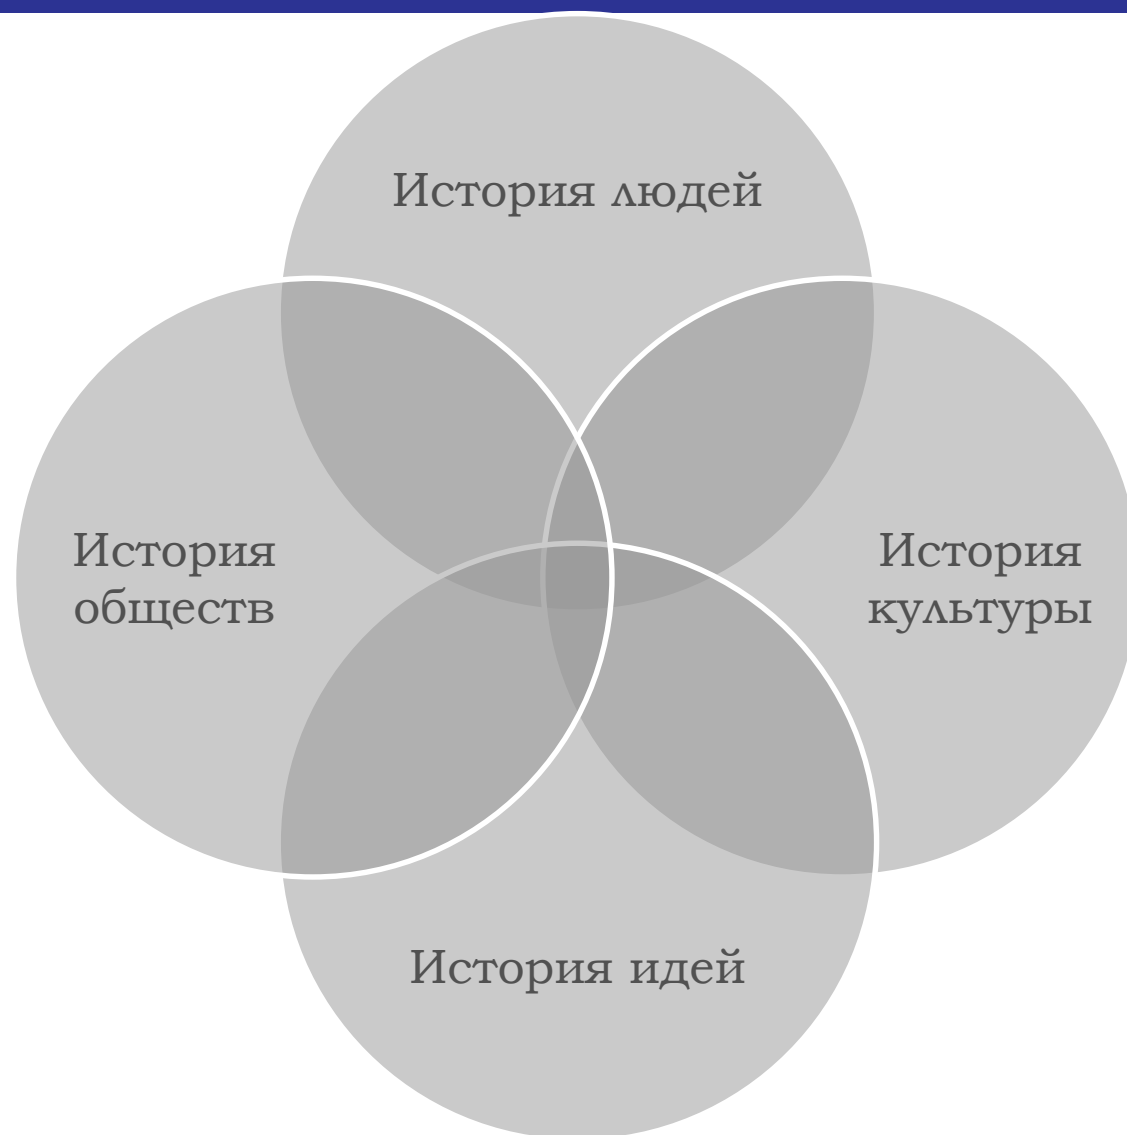 История людей
История
обществ
История
культуры
История идей